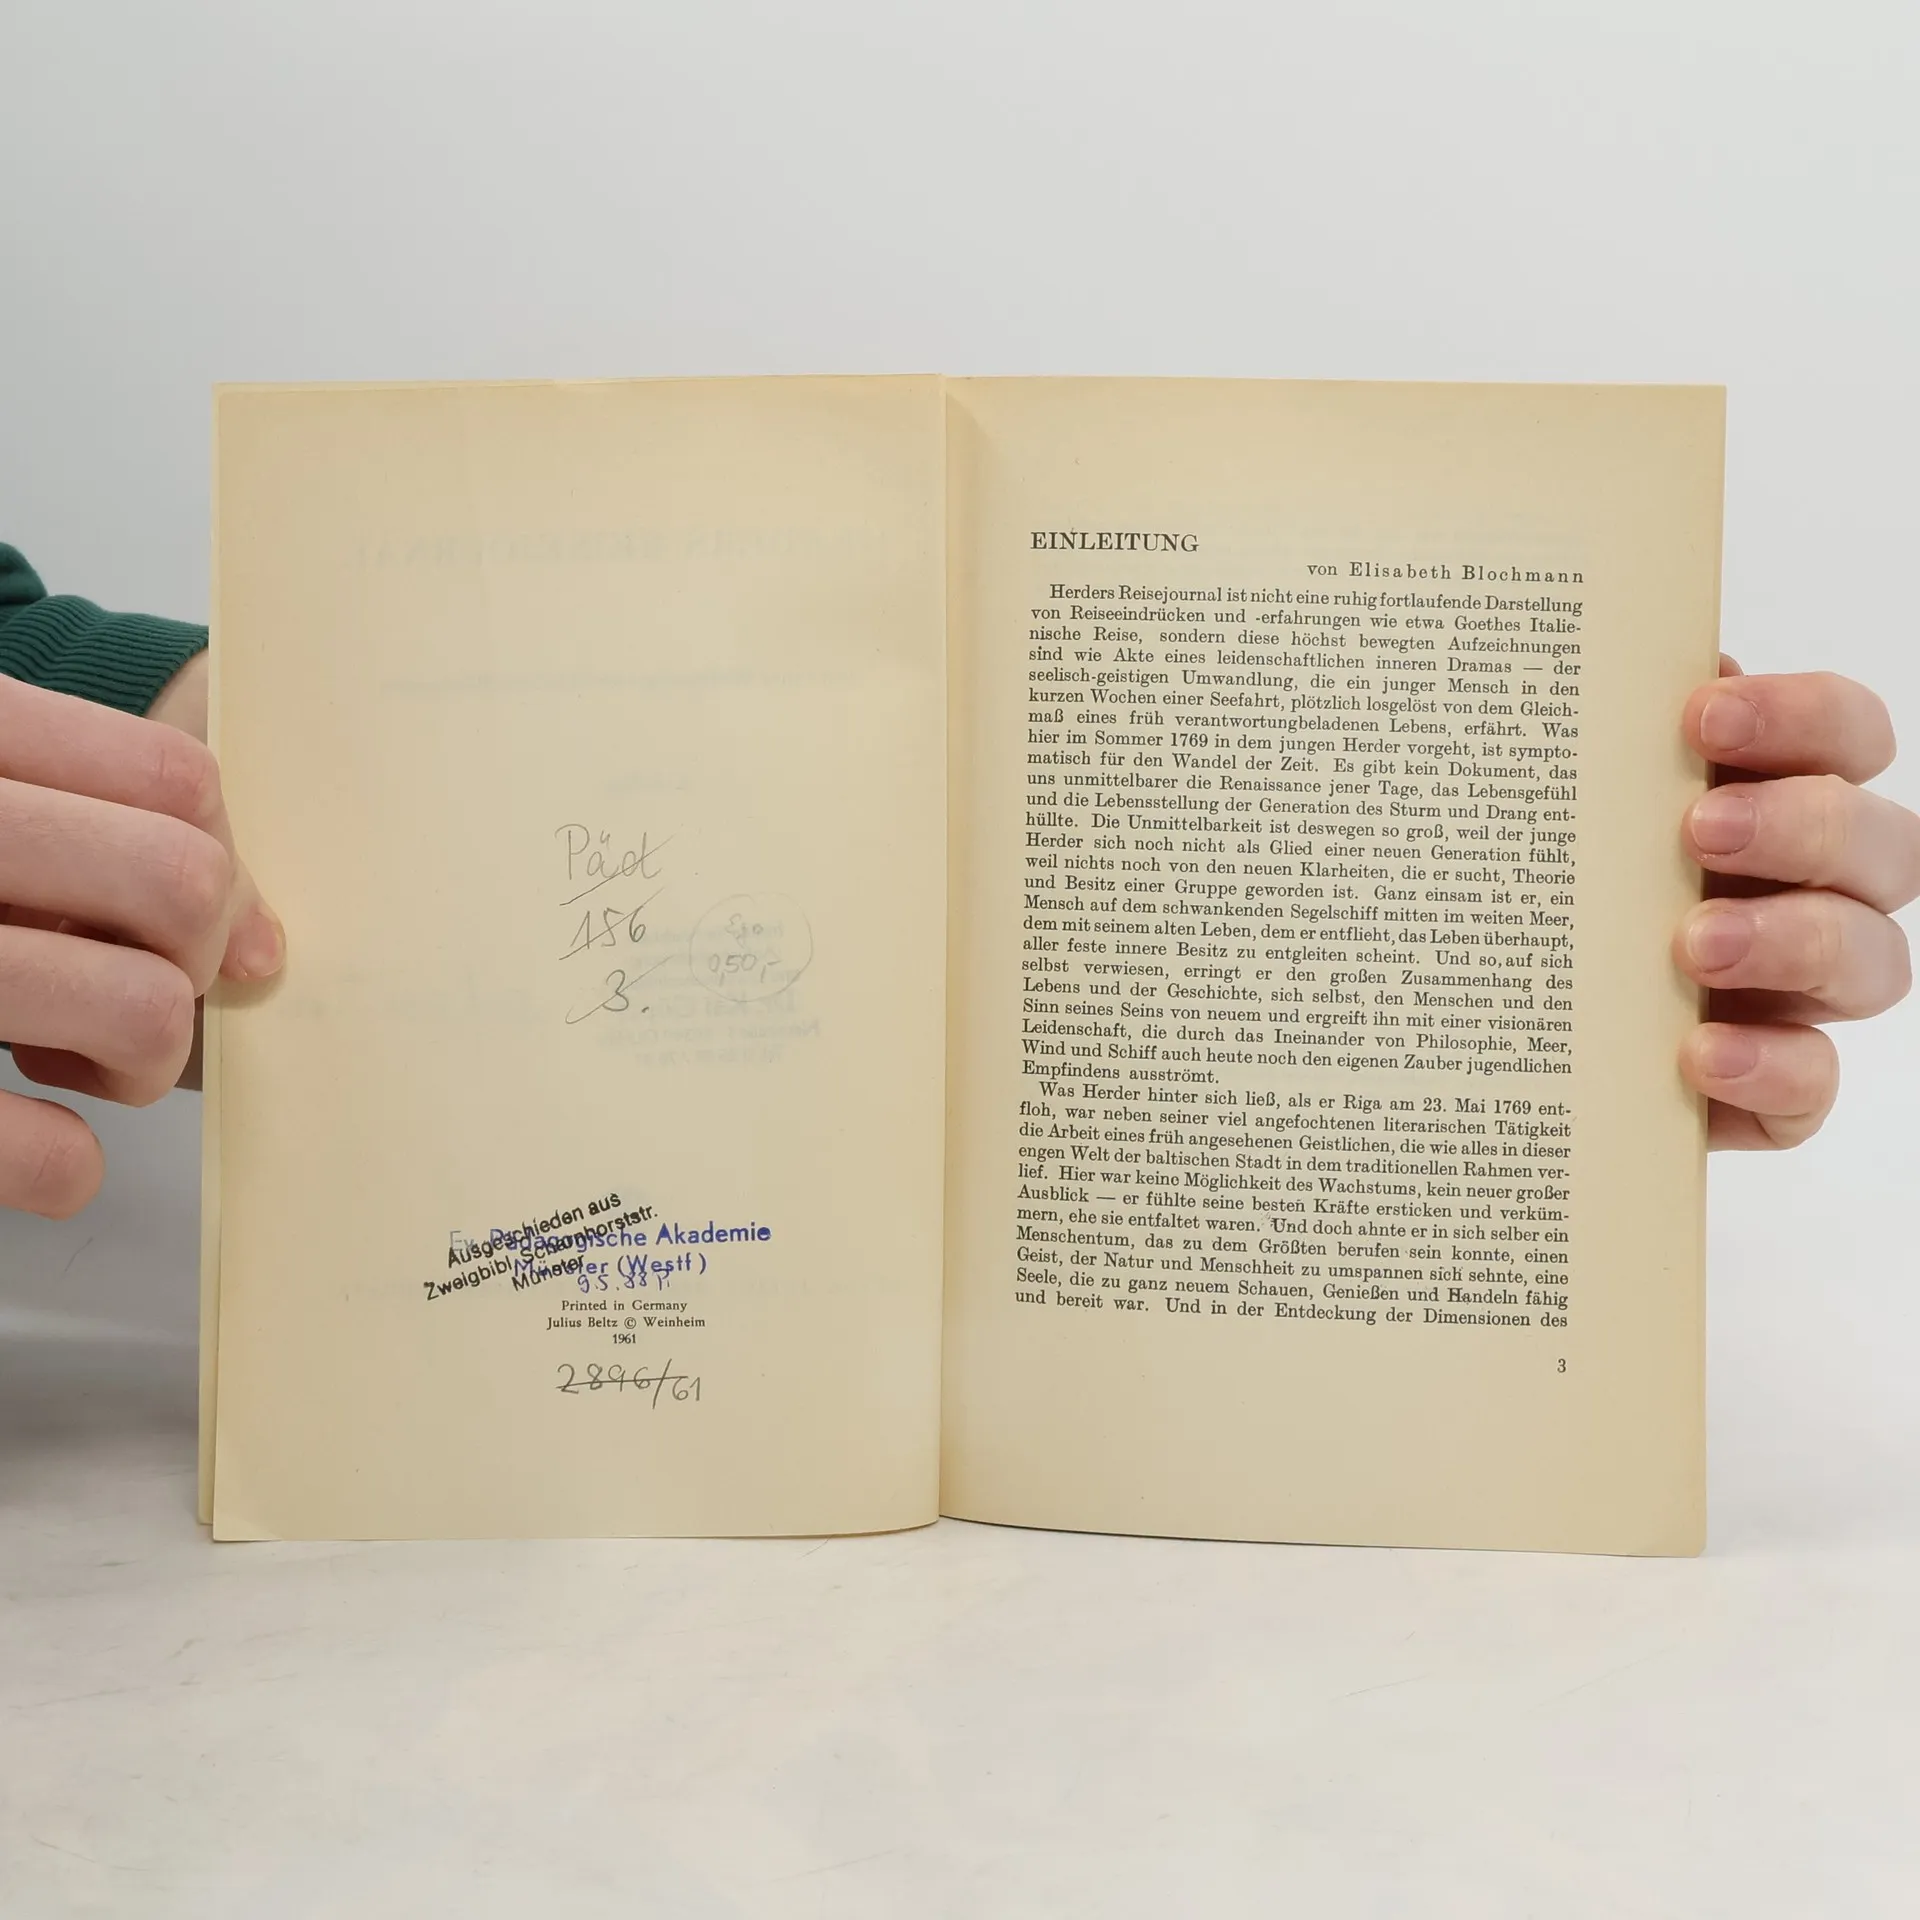 Päd
156
3.
0,50,-
Ausgeschieden aus
Zweigbibl. Scharnhorststr.
Münster
Ev. Pädagogische Akademie
Münster (Westf)
9.5.88 P.
Printed in Germany
Julius Beltz © Weinheim
1961
2896/61
EINLEITUNG
von Elisabeth Blochmann
Herders Reisejournal ist nicht eine ruhig fortlaufende Darstellung
von Reiseeindrücken und -erfahrungen wie etwa Goethes Italie-
nische Reise, sondern diese höchst bewegten Aufzeichnungen
sind wie Akte eines leidenschaftlichen inneren Dramas — der
seelisch-geistigen Umwandlung, die ein junger Mensch in den
kurzen Wochen einer Seefahrt, plötzlich losgelöst von dem Gleich-
maß eines früh verantwortungbeladenen Lebens, erfährt. Was
hier im Sommer 1769 in dem jungen Herder vorgeht, ist sympto-
matisch für den Wandel der Zeit. Es gibt kein Dokument, das
uns unmittelbarer die Renaissance jener Tage, das Lebensgefühl
und die Lebensstellung der Generation des Sturm und Drang ent-
hüllte. Die Unmittelbarkeit ist deswegen so groß, weil der junge
Herder sich noch nicht als Glied einer neuen Generation fühlt,
weil nichts noch von den neuen Klarheiten, die er sucht, Theorie
und Besitz einer Gruppe geworden ist. Ganz einsam ist er, ein
Mensch auf dem schwankenden Segelschiff mitten im weiten Meer,
dem mit seinem alten Leben, dem er entflieht, das Leben überhaupt,
aller feste innere Besitz zu entgleiten scheint. Und so, auf sich
selbst verwiesen, erringt er den großen Zusammenhang des
Lebens und der Geschichte, sich selbst, den Menschen und den
Sinn seines Seins von neuem und ergreift ihn mit einer visionären
Leidenschaft, die durch das Ineinander von Philosophie, Meer,
Wind und Schiff auch heute noch den eigenen Zauber jugendlichen
Empfindens ausströmt.
Was Herder hinter sich ließ, als er Riga am 23. Mai 1769 ent-
floh, war neben seiner viel angefochtenen literarischen Tätigkeit
die Arbeit eines früh angesehenen Geistlichen, die wie alles in dieser
engen Welt der baltischen Stadt in dem traditionellen Rahmen ver-
lief. Hier war keine Möglichkeit des Wachstums, kein neuer großer
Ausblick — er fühlte seine besten Kräfte ersticken und verküm-
mern, ehe sie entfaltet waren. Und doch ahnte er in sich selber ein
Menschentum, das zu dem Größten berufen sein konnte, einen
Geist, der Natur und Menschheit zu umspannen sich sehnte, eine
Seele, die zu ganz neuem Schauen, Genießen und Handeln fähig
und bereit war. Und in der Entdeckung der Dimensionen des
3